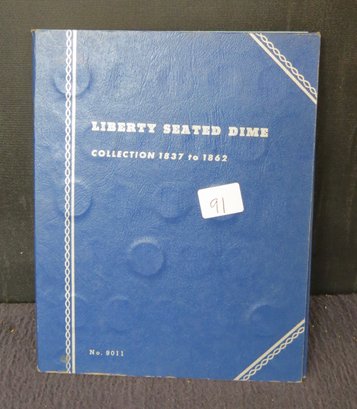 LIBERTY SEATED DIME
COLLECTION 1837 to 1862
91
No. 9011